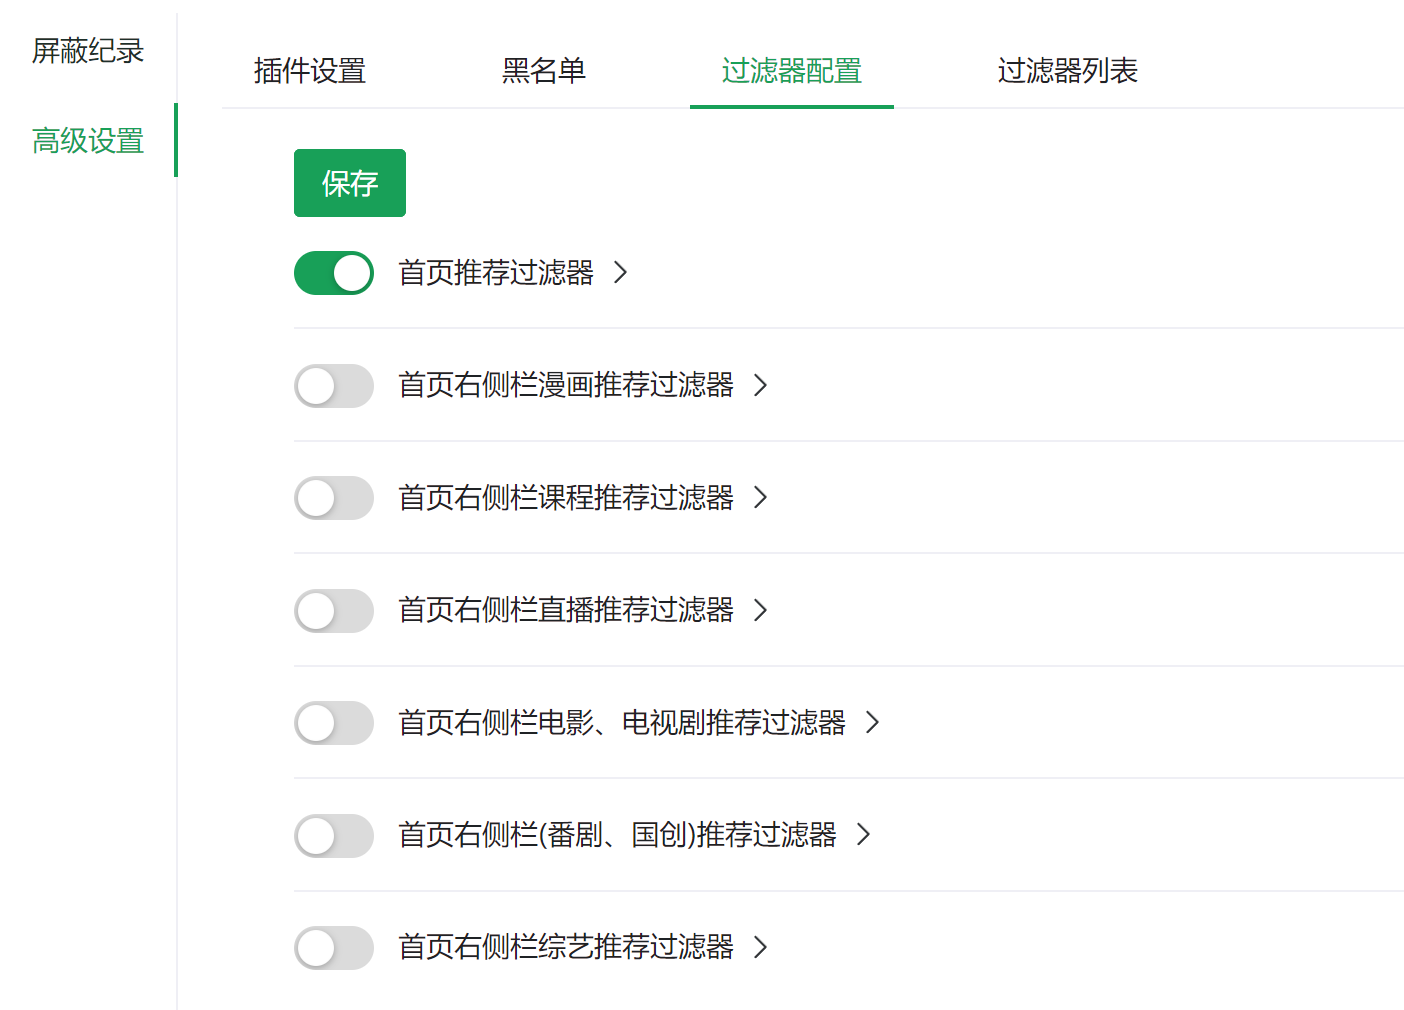 屏蔽纪录
高级设置
插件设置 黑名单 过滤器配置 过滤器列表
保存
首页推荐过滤器
首页右侧栏漫画推荐过滤器
首页右侧栏课程推荐过滤器
首页右侧栏直播推荐过滤器
首页右侧栏电影、电视剧推荐过滤器
首页右侧栏(番剧、国创)推荐过滤器
首页右侧栏综艺推荐过滤器